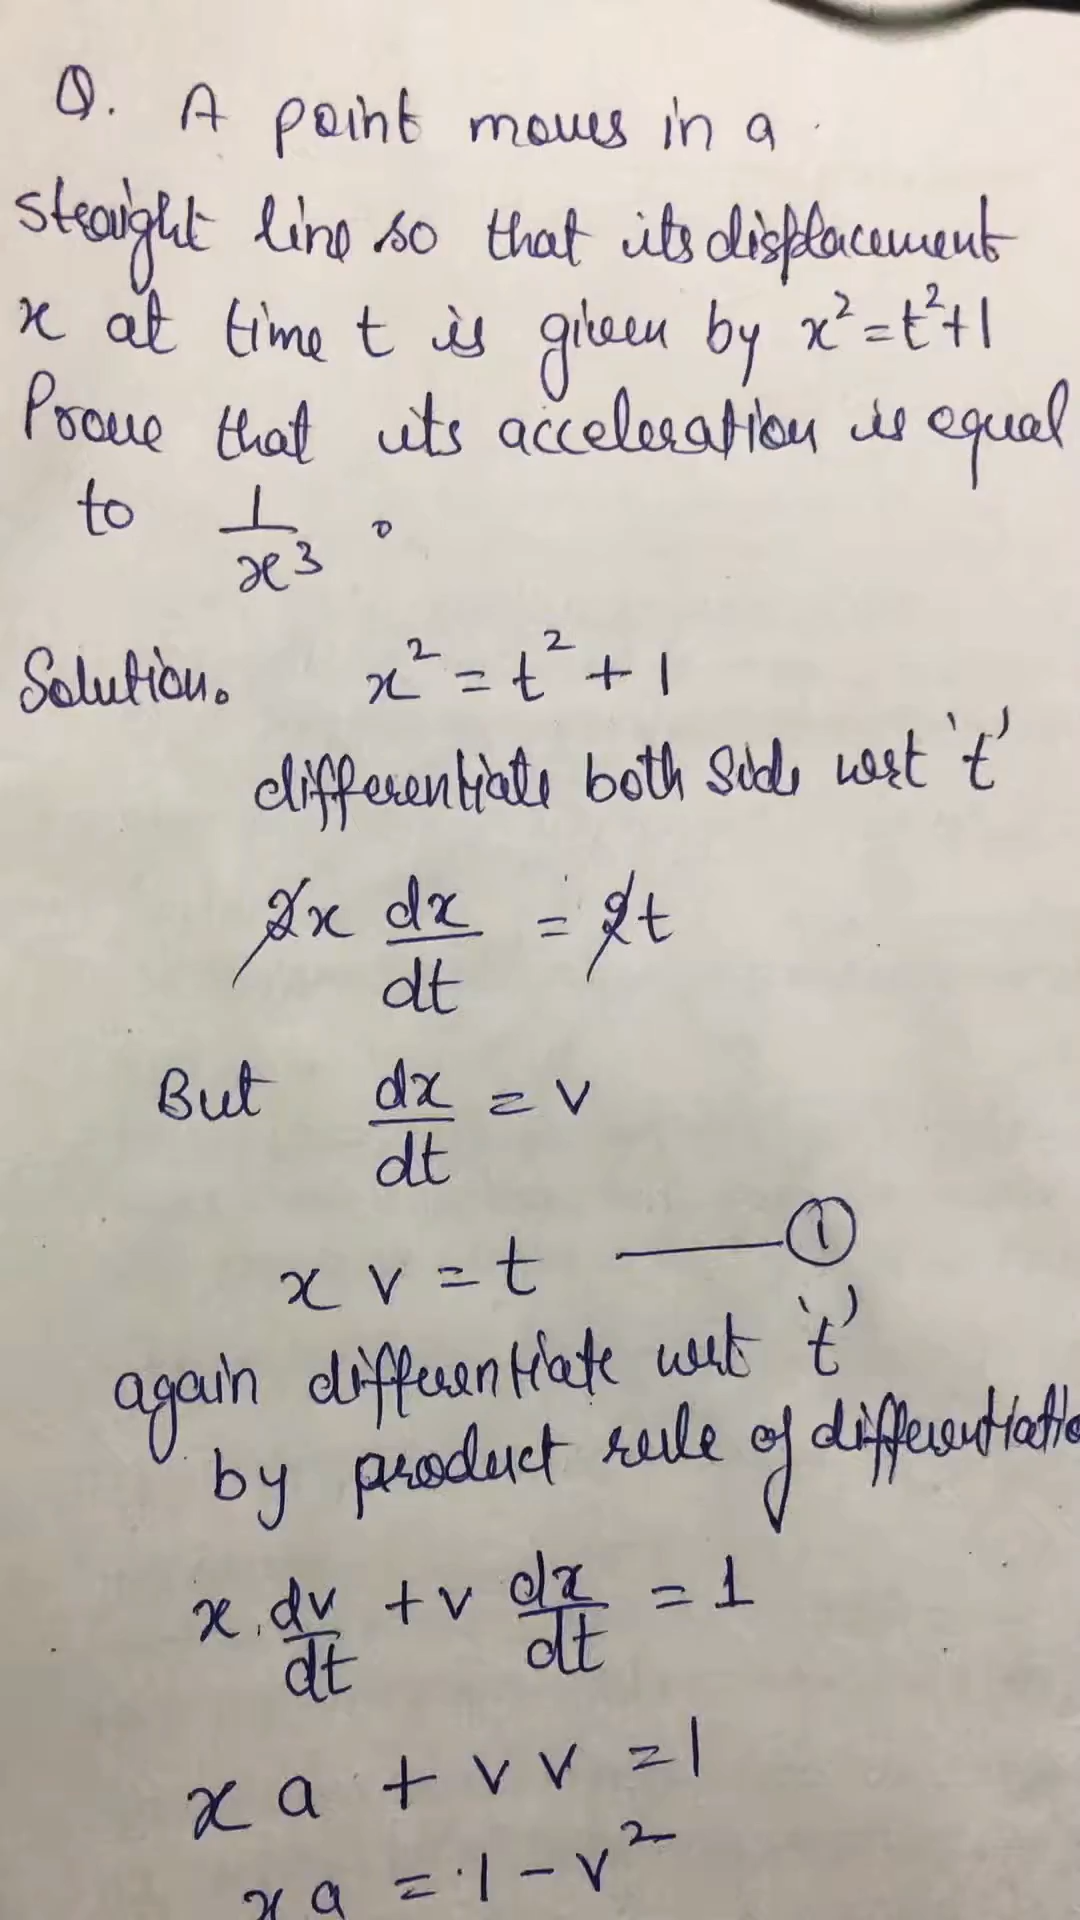 Q. A point moves in a
straight line so that its displacement
x at time t is given by x² = t² + 1
Prove that its acceleration is equal
to 1/x³ .
Solution. x² = t² + 1
differentiate both side wrt 't'
2x dx/dt = 2t
But dx/dt = v
x v = t —— ①
again differentiate wrt 't'
by product rule of differentiatio
x . dv/dt + v dx/dt = 1
x a + v v = 1
x a = 1 - v²